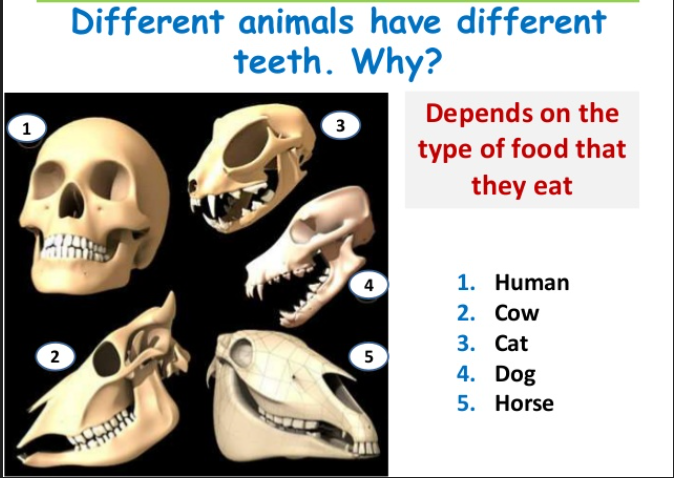 Different animals have different
teeth. Why?
1
3
Depends on the
type of food that
they eat
4
2
5
1. Human
2. Cow
3. Cat
4. Dog
5. Horse